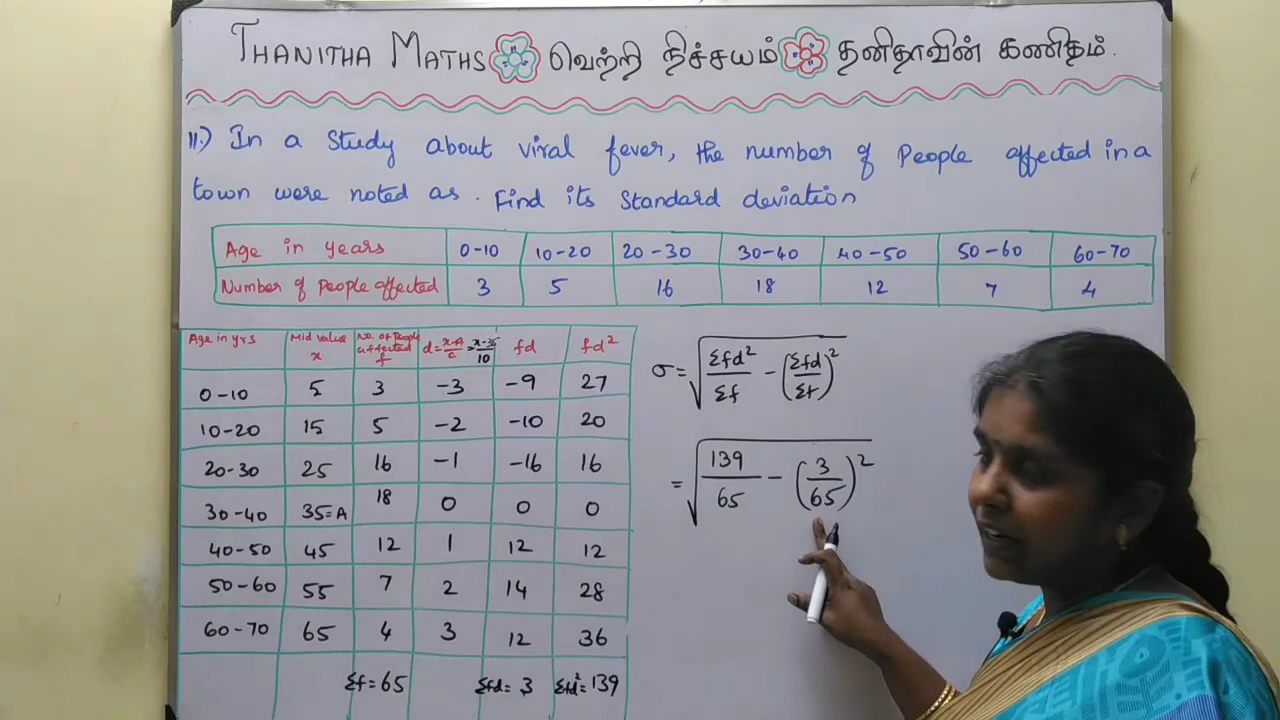 THANITHA MATHS வெற்றி நிச்சயம் தனிதாவின் கணிதம்.
11.) In a study about viral fever, the number of people affected in a
town were noted as . Find its standard deviation
Age in years 0-10 10-20 20-30 30-40 40-50 50-60 60-70
Number of people affected 3 5 16 18 12 7 4
Age in yrs Mid value x No. of people affected f d = x-A/c = x-35/10 fd fd²
0-10 5 3 -3 -9 27
10-20 15 5 -2 -10 20
20-30 25 16 -1 -16 16
30-40 35=A 18 0 0 0
40-50 45 12 1 12 12
50-60 55 7 2 14 28
60-70 65 4 3 12 36
Σf = 65 Σfd = 3 Σfd² = 139
σ = √(Σfd²/Σf - (Σfd/Σf)²)
= √(139/65 - (3/65)²)